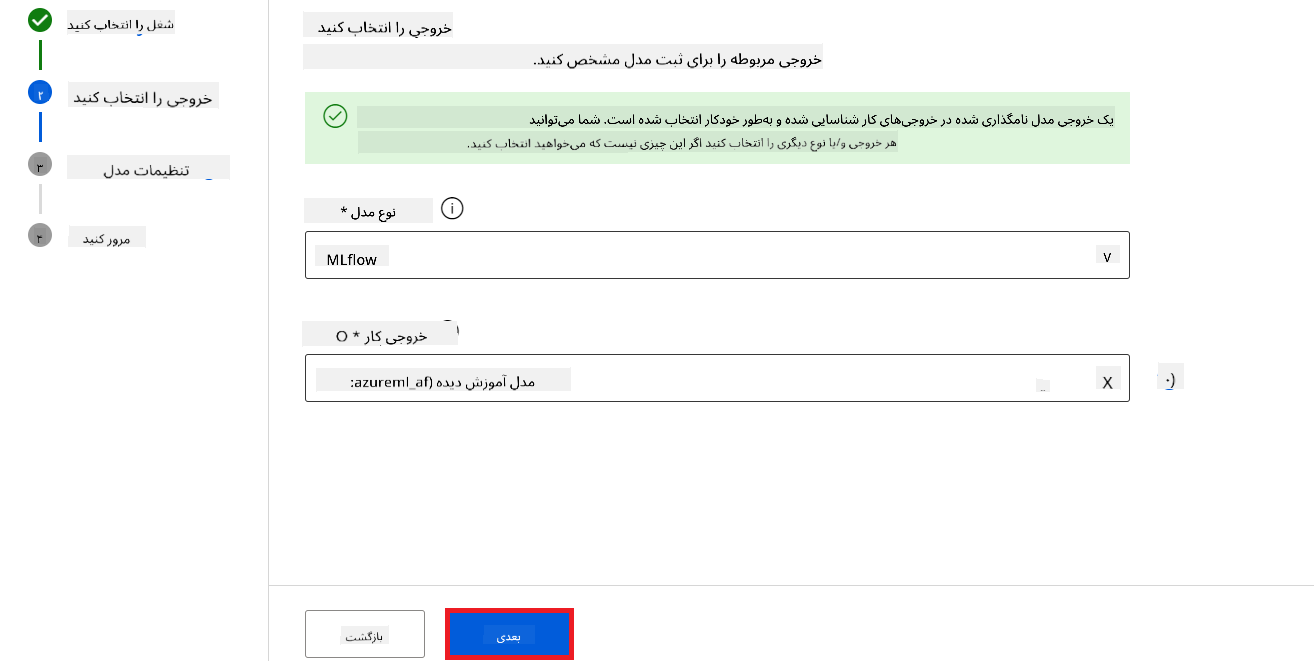 شغل را انتخاب کنید
۲
خروجی را انتخاب کنید
۳
تنظیمات مدل
۴
مرور کنید
خروجی را انتخاب کنید
خروجی مربوطه را برای ثبت مدل مشخص کنید.
یک خروجی مدل نامگذاری شده در خروجی‌های کار شناسایی شده و به‌طور خودکار انتخاب شده است. شما می‌توانید
هر خروجی و/یا نوع دیگری را انتخاب کنید اگر این چیزی نیست که می‌خواهید انتخاب کنید.
نوع مدل *
MLflow
v
خروجی کار * O
مدل آموزش دیده (azureml_af:
X
بازگشت
بعدی